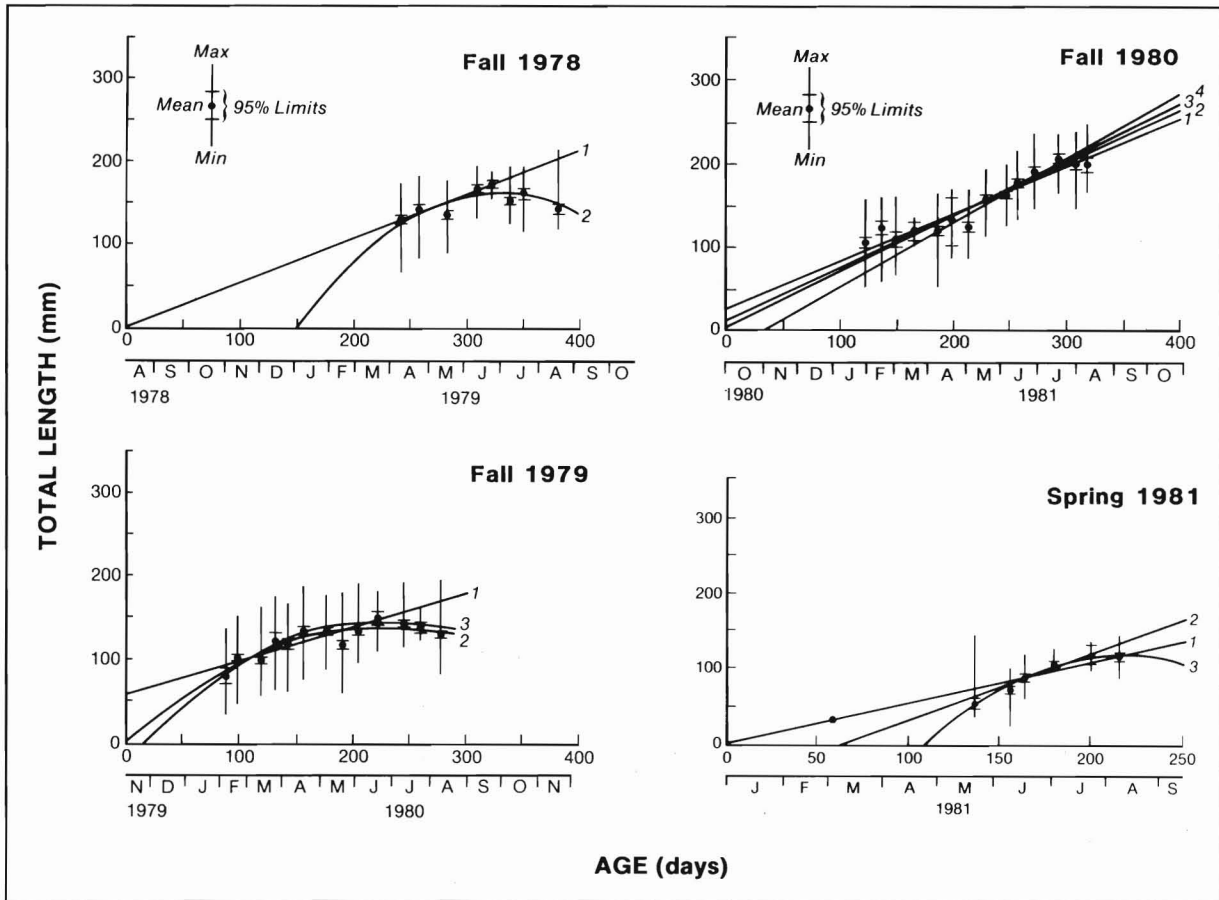 TOTAL LENGTH (mm)
Fall 1978
Max
Mean
95% Limits
Min
300
200
100
0
1
2
0 100 200 300 400
A S O N D J F M A M J J A S O
1978 1979
Fall 1980
Max
Mean
95% Limits
Min
300
200
100
0
4
3 2
1
0 100 200 300 400
O N D J F M A M J J A S O
1980 1981
Fall 1979
300
200
100
0
1
3
2
0 100 200 300 400
N D J F M A M J J A S O N
1979 1980
Spring 1981
300
200
100
0
2
1
3
0 50 100 150 200 250
J F M A M J J A S
1981
AGE (days)